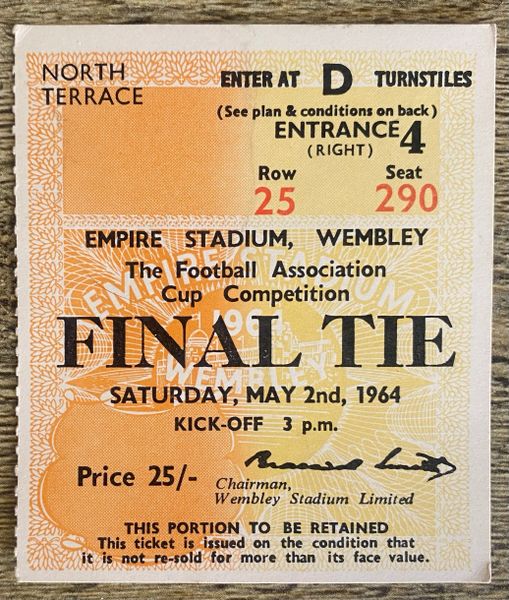 NORTH
TERRACE
ENTER AT D TURNSTILES
(See plan & conditions on back)
ENTRANCE 4
(RIGHT)
Row Seat
25 290
EMPIRE STADIUM, WEMBLEY
The Football Association
Cup Competition
EMPIRE STADIUM
WEMBLEY
FINAL TIE
SATURDAY, MAY 2nd, 1964
KICK-OFF 3 p.m.
Price 25/-
Chairman,
Wembley Stadium Limited
THIS PORTION TO BE RETAINED
This ticket is issued on the condition that
it is not re-sold for more than its face value.